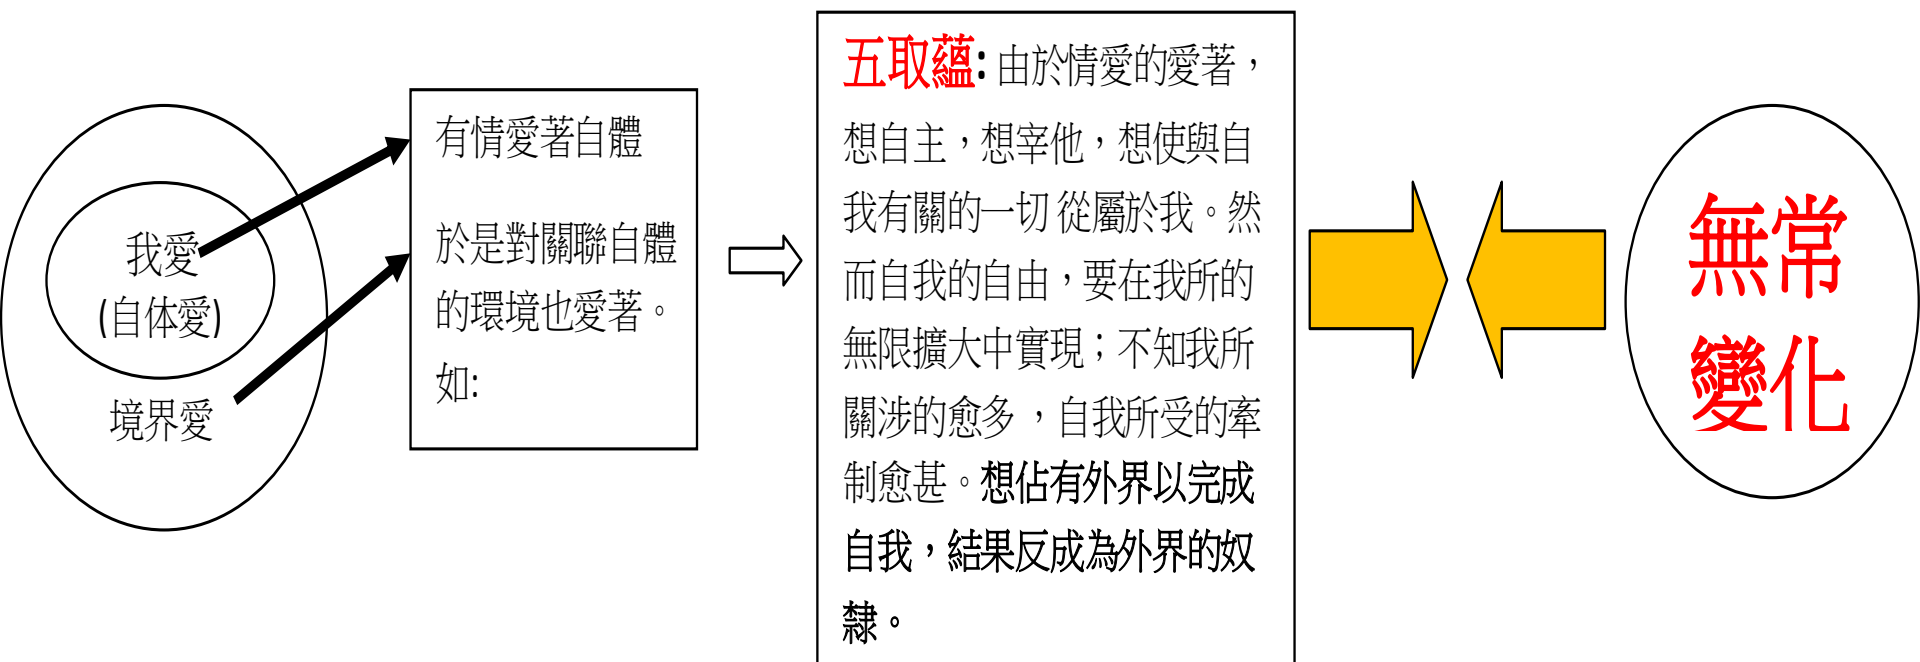 我愛
(自体愛)
境界愛
有情愛著自體
於是對關聯自體
的環境也愛著。
如:
五取蘊: 由於情愛的愛著，
想自主，想宰他，想使與自
我有關的一切 從屬於我。然
而自我的自由，要在我所的
無限擴大中實現；不知我所
關涉的愈多 ，自我所受的牽
制愈甚。想佔有外界以完成
自我，結果反成為外界的奴
隸。
無常
變化